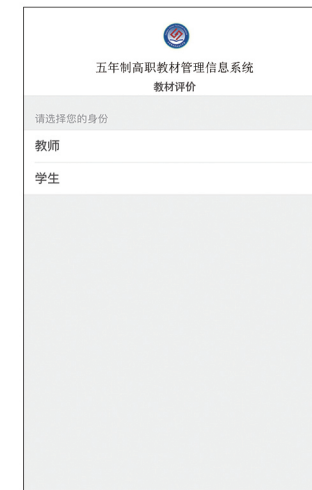 五年制高职教材管理信息系统
教材评价
请选择您的身份
教师
学生